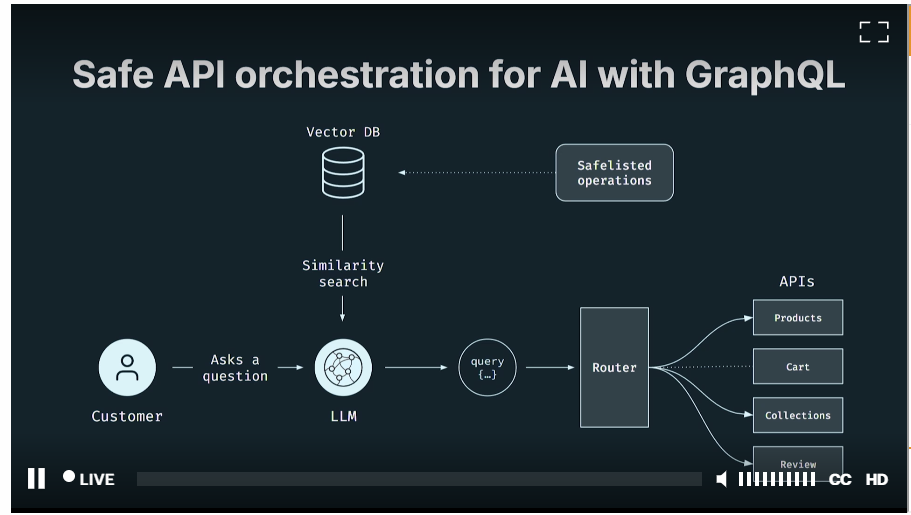 Safe API orchestration for AI with GraphQL
Vector DB
Safelisted
operations
Similarity
search
APIs
Products
Asks a
question
query
{…}
Router
Cart
Customer
LLM
Collections
Review
LIVE
CC
HD